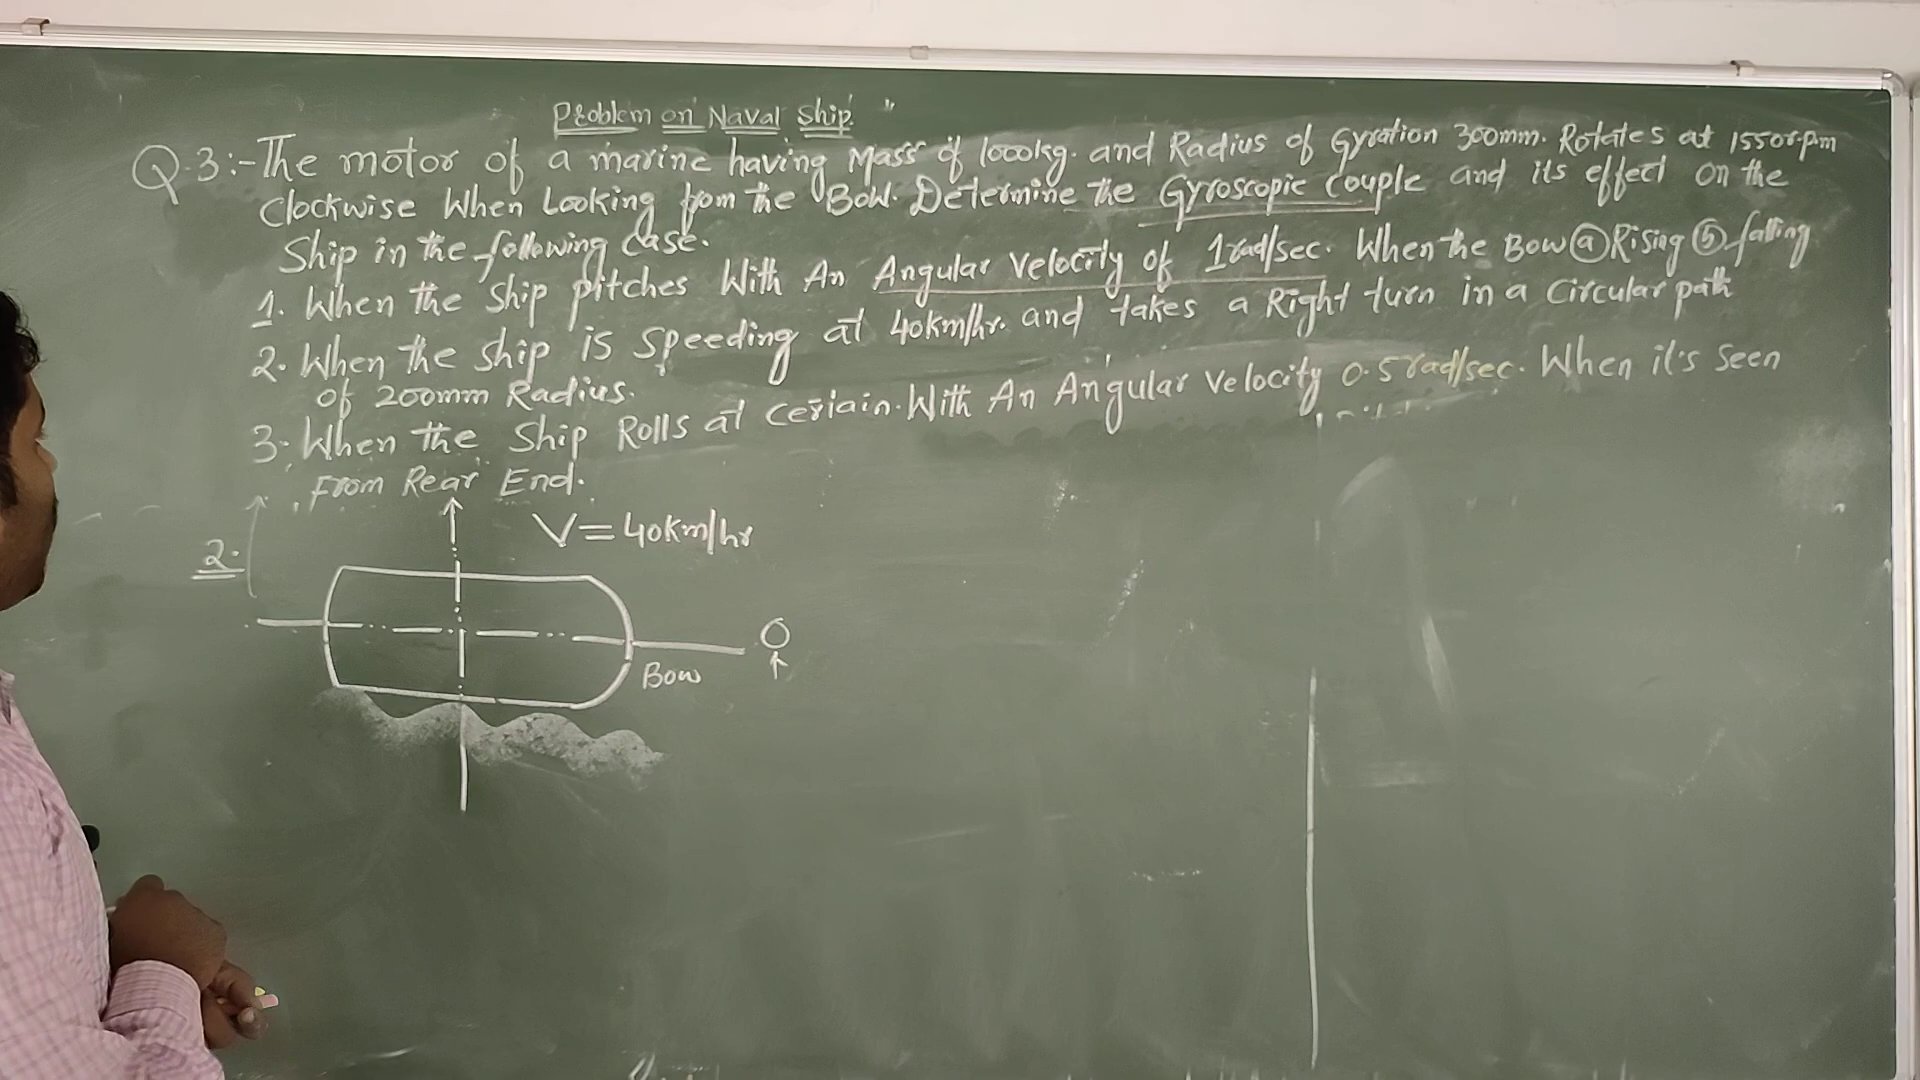 Problem on Naval Ship "
Q.3:- The motor of a marine having Mass of 1000kg. and Radius of Gyration 300mm. Rotates at 1550r.p.m
Clockwise When Looking from the Bow. Determine the Gyroscopic Couple and its effect on the
Ship in the following Case.
1. When the Ship pitches With An Angular Velocity of 1rad/sec. When the Bow ⓐ Rising ⓑ falling
2. When the ship is Speeding at 40km/hr. and takes a Right turn in a Circular path
of 200mm Radius.
3. When the Ship Rolls at Certain. With An Angular Velocity 0.5rad/sec. When it's Seen
From Rear End.
2.
V = 40km/hr
Bow
O